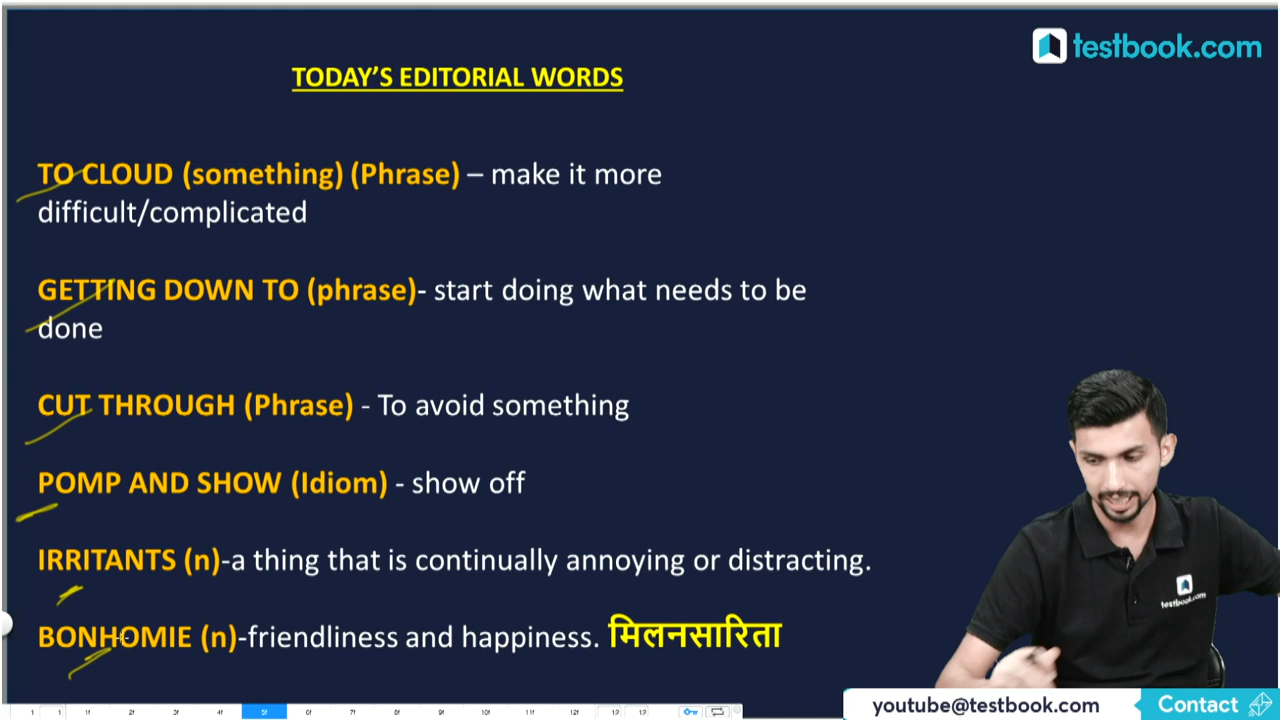 testbook.com
TODAY'S EDITORIAL WORDS
TO CLOUD (something) (Phrase) – make it more
difficult/complicated
GETTING DOWN TO (phrase)- start doing what needs to be
done
CUT THROUGH (Phrase) - To avoid something
POMP AND SHOW (Idiom) - show off
IRRITANTS (n)-a thing that is continually annoying or distracting.
BONHOMIE (n)-friendliness and happiness. मिलनसारिता
testbook.com
youtube@testbook.com Contact